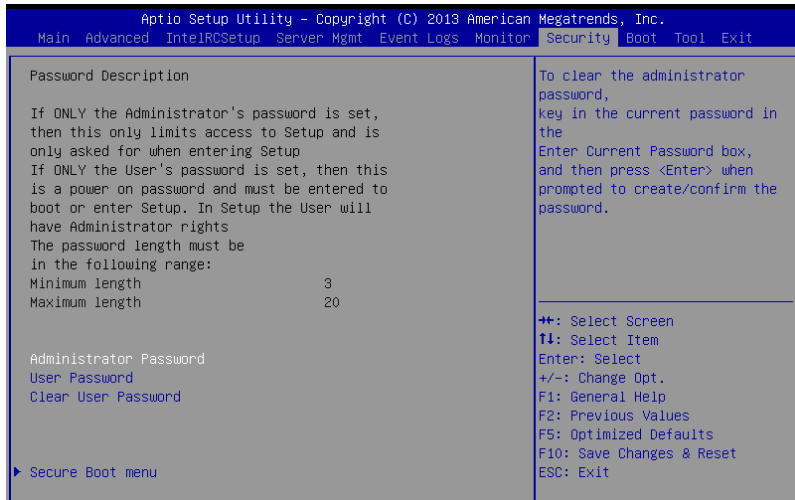 Aptio Setup Utility – Copyright (C) 2013 American Megatrends, Inc.
Main Advanced IntelRCSetup Server Mgmt Event Logs Monitor Security Boot Tool Exit
Password Description
If ONLY the Administrator's password is set,
then this only limits access to Setup and is
only asked for when entering Setup
If ONLY the User's password is set, then this
is a power on password and must be entered to
boot or enter Setup. In Setup the User will
have Administrator rights
The password length must be
in the following range:
Minimum length 3
Maximum length 20
Administrator Password
User Password
Clear User Password
Secure Boot menu
To clear the administrator
password,
key in the current password in
the
Enter Current Password box,
and then press <Enter> when
prompted to create/confirm the
password.
→←: Select Screen
↑↓: Select Item
Enter: Select
+/-: Change Opt.
F1: General Help
F2: Previous Values
F5: Optimized Defaults
F10: Save Changes & Reset
ESC: Exit